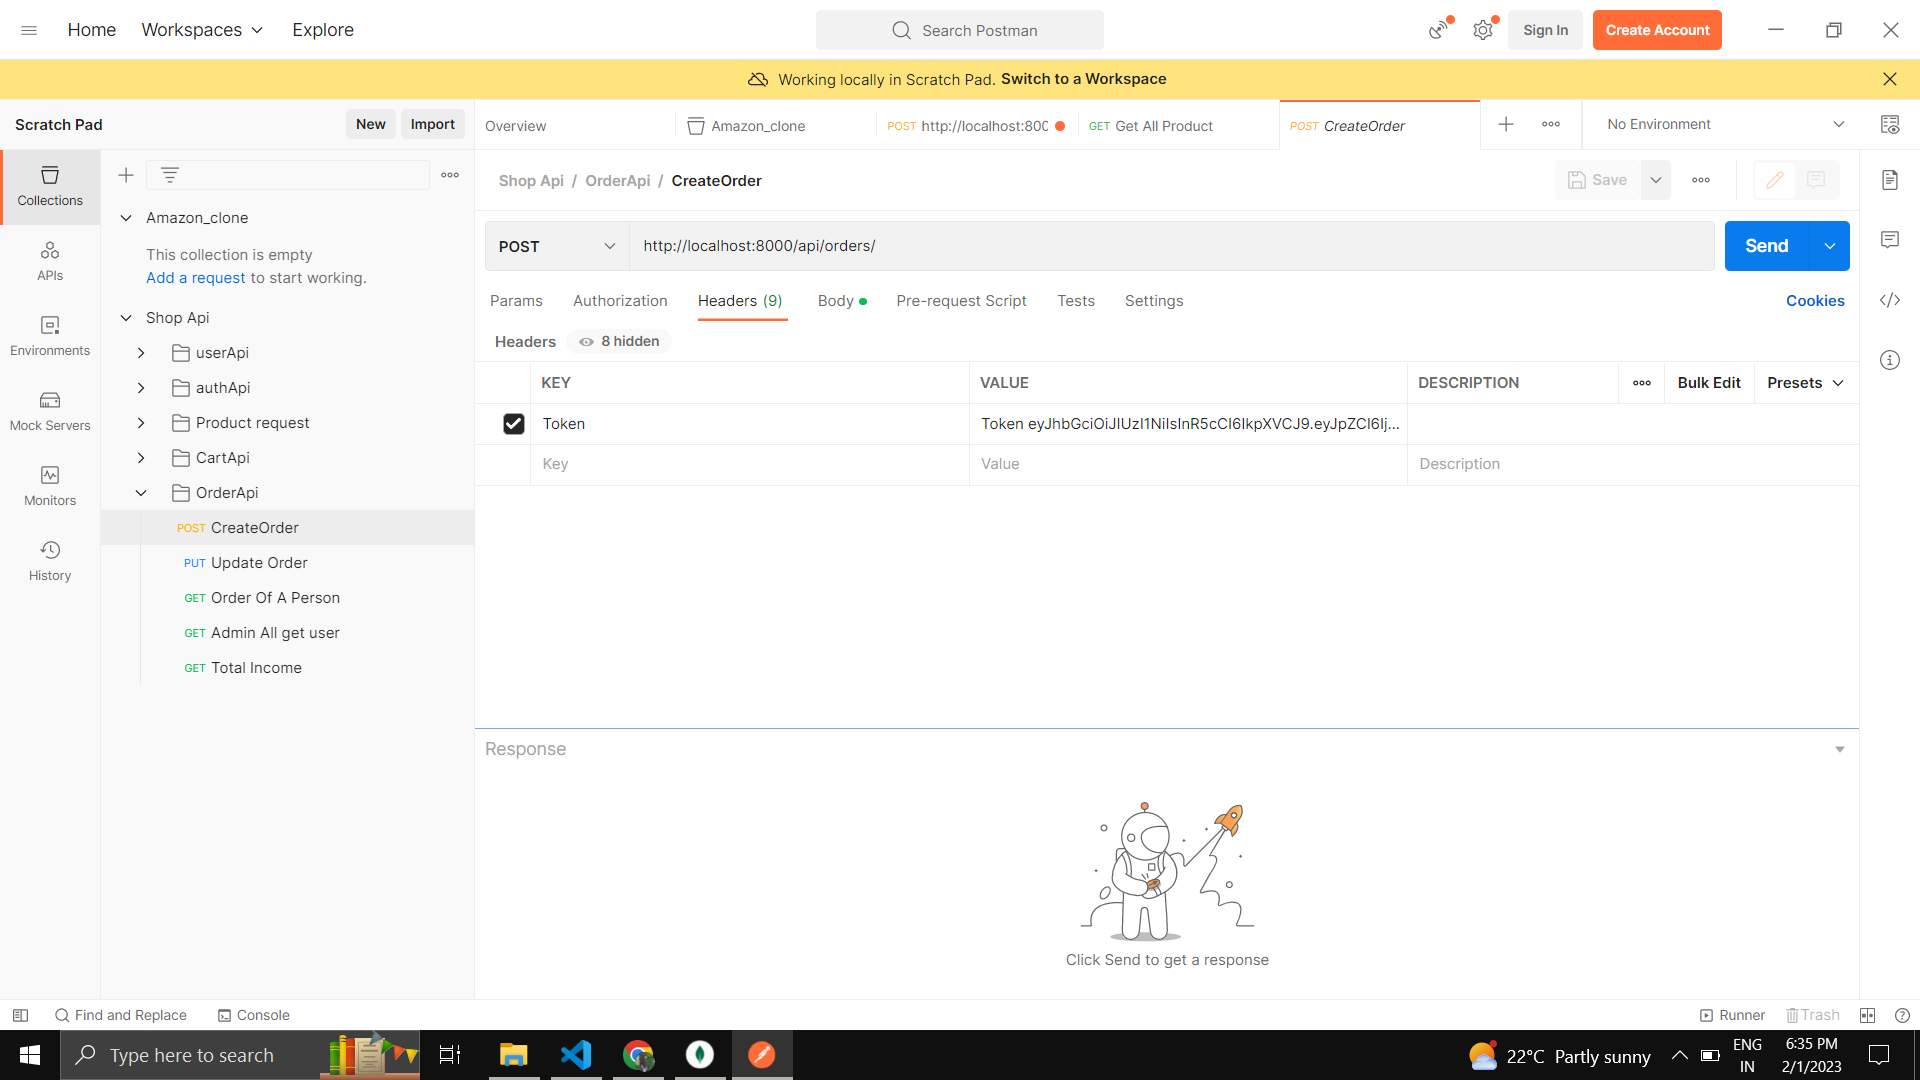 Home Workspaces Explore Search Postman Sign In Create Account
Working locally in Scratch Pad. Switch to a Workspace
Scratch Pad New Import Overview Amazon_clone POST http://localhost:800 GET Get All Product POST CreateOrder No Environment
Collections
APIs
Environments
Mock Servers
Monitors
History
Amazon_clone
This collection is empty
Add a request to start working.
Shop Api
userApi
authApi
Product request
CartApi
OrderApi
POST CreateOrder
PUT Update Order
GET Order Of A Person
GET Admin All get user
GET Total Income
Shop Api / OrderApi / CreateOrder Save
POST http://localhost:8000/api/orders/ Send
Params Authorization Headers (9) Body Pre-request Script Tests Settings Cookies
Headers 8 hidden
KEY VALUE DESCRIPTION Bulk Edit Presets
Token Token eyJhbGciOiJIUzI1NiIsInR5cCI6IkpXVCJ9.eyJpZCI6Ij...
Key Value Description
Response
Click Send to get a response
Find and Replace Console Runner Trash
Type here to search 22°C Partly sunny
ENG
IN
6:35 PM
2/1/2023